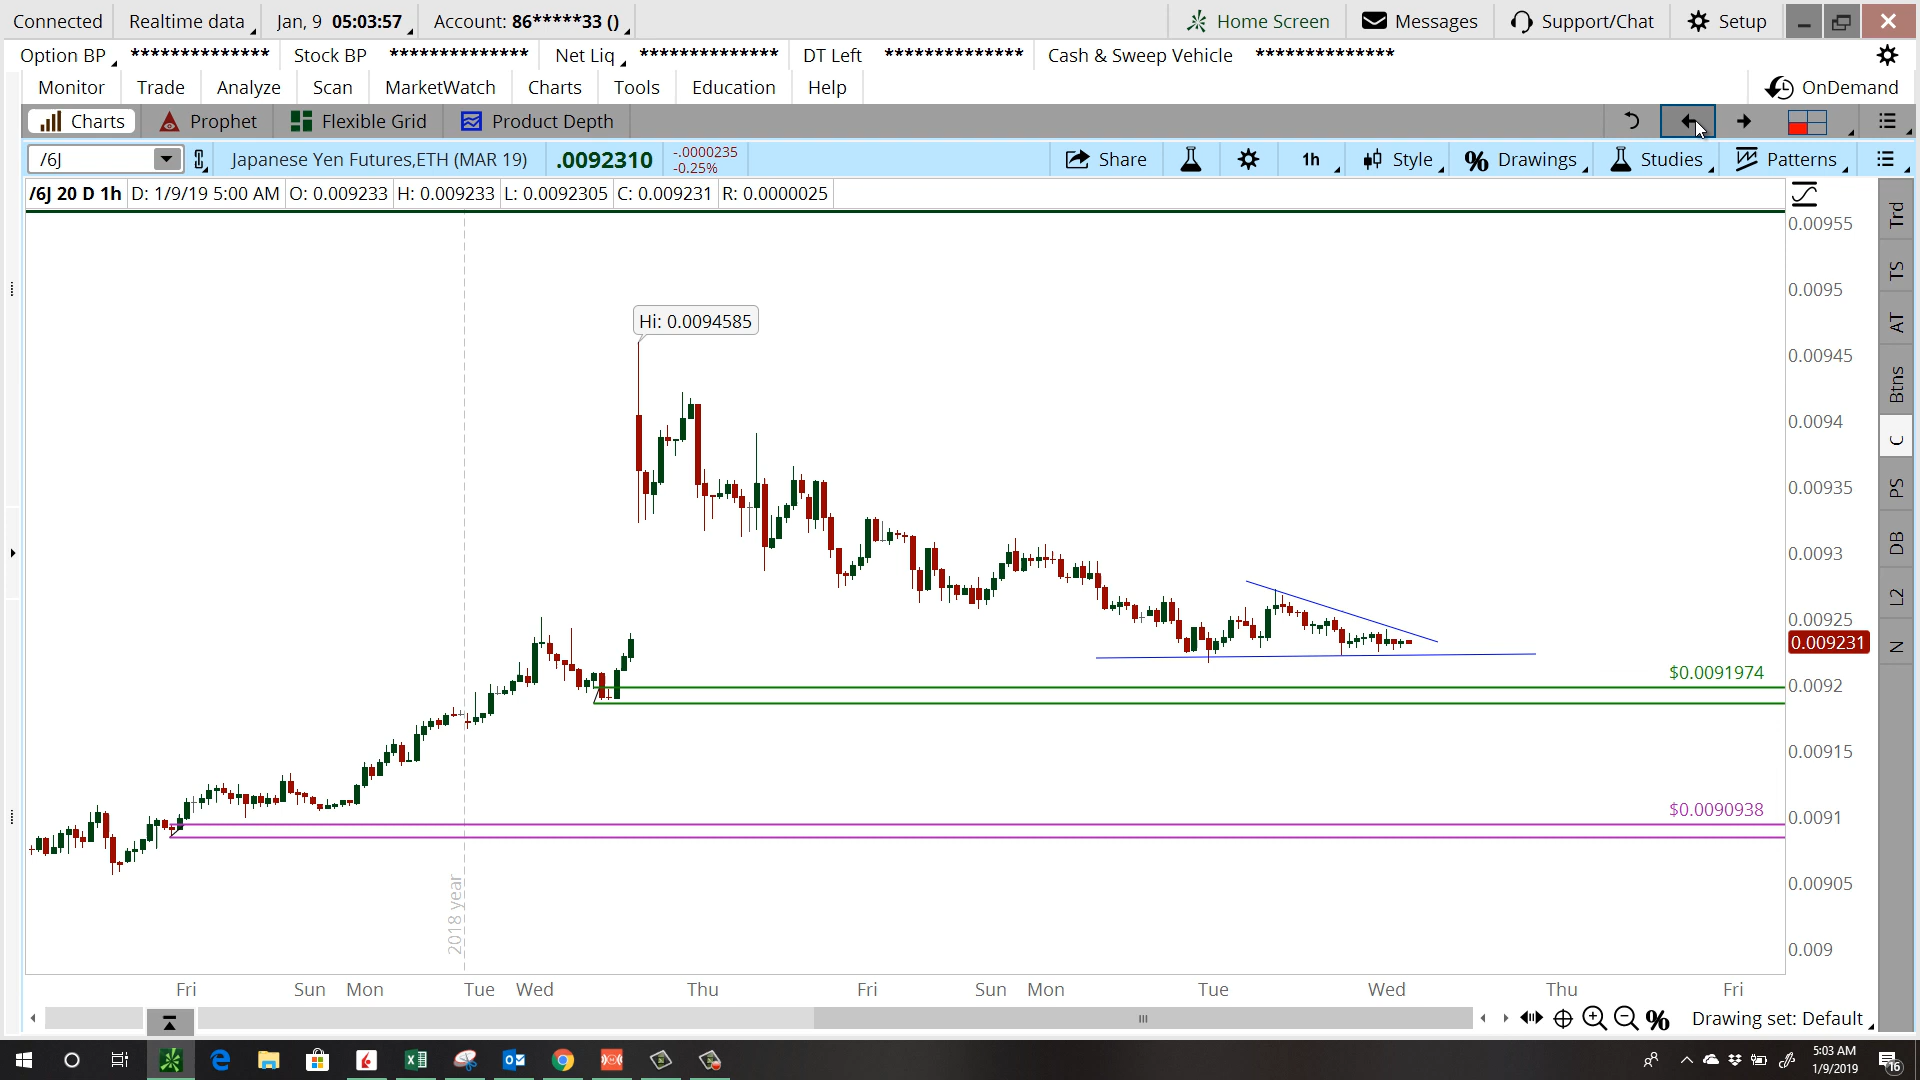 Connected Realtime data Jan, 9 05:03:57 Account: 86*****33 () Home Screen Messages Support/Chat Setup
Option BP ************** Stock BP ************** Net Liq ************** DT Left ************** Cash & Sweep Vehicle **************
Monitor Trade Analyze Scan MarketWatch Charts Tools Education Help OnDemand
Charts Prophet Flexible Grid Product Depth
/6J Japanese Yen Futures,ETH (MAR 19) .0092310 -.0000235 Share 1h Style Drawings Studies Patterns
-0.25%
/6J 20 D 1h D: 1/9/19 5:00 AM O: 0.009233 H: 0.009233 L: 0.0092305 C: 0.009231 R: 0.0000025
Trd
TS
AT
Btns
C
PS
DB
L2
N
0.00955
0.0095
Hi: 0.0094585
0.00945
0.0094
0.00935
0.0093
0.00925
0.009231
$0.0091974
0.0092
0.00915
$0.0090938
0.0091
0.00905
2018 year
0.009
Fri Sun Mon Tue Wed Thu Fri Sun Mon Tue Wed Thu Fri
Drawing set: Default
5:03 AM
1/9/2019
16